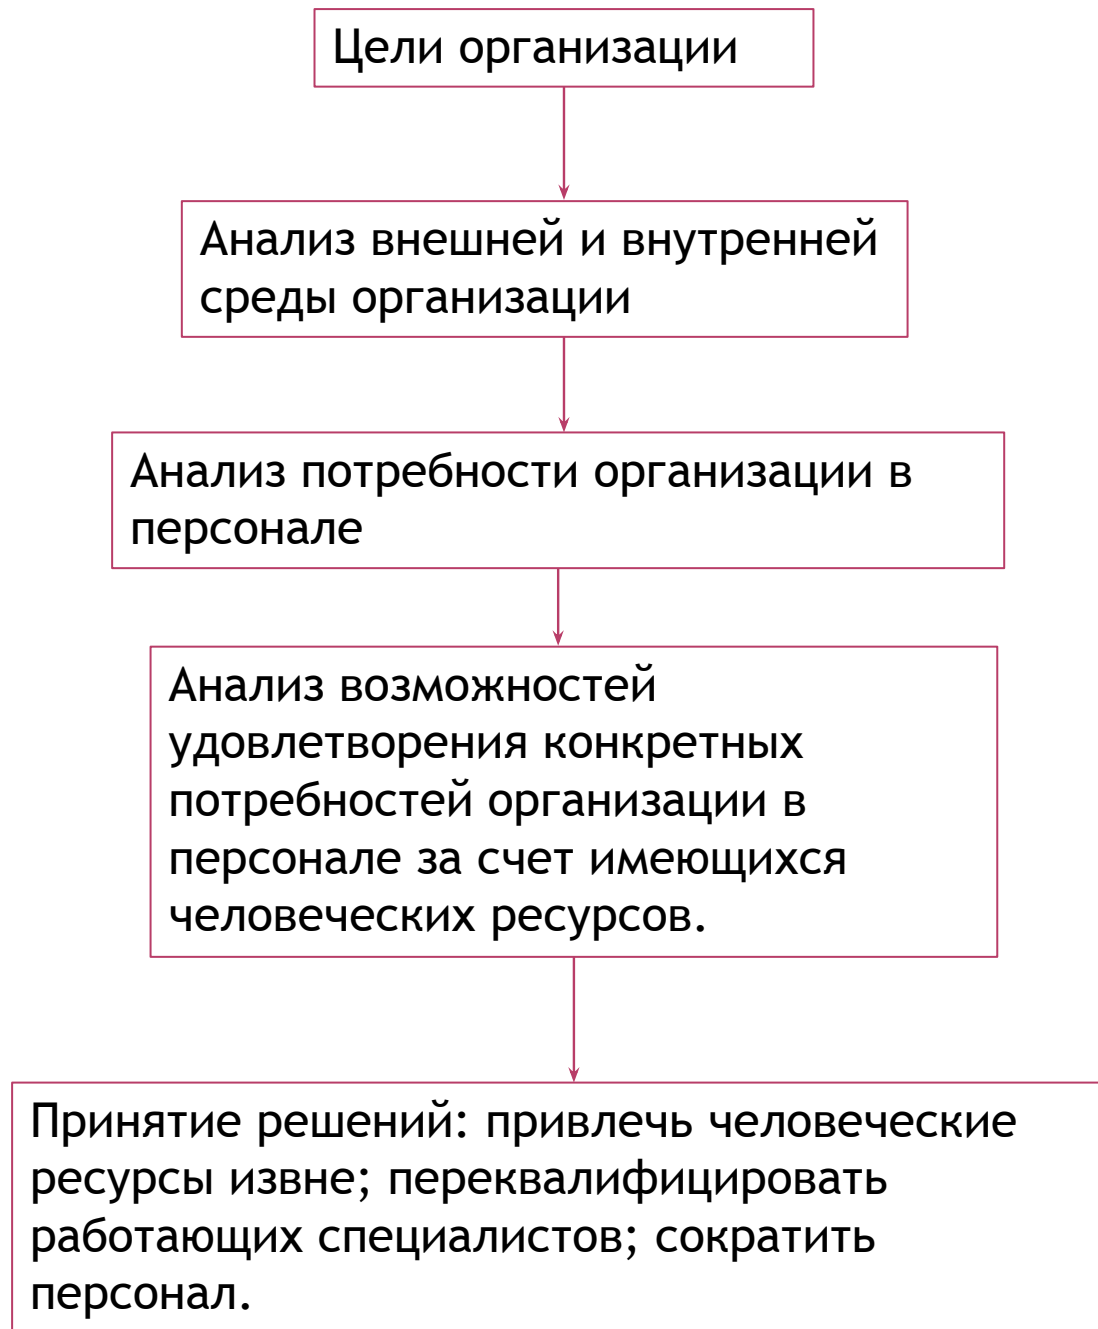 Цели организации
Анализ внешней и внутренней
среды организации
Анализ потребности организации в
персонале
Анализ возможностей
удовлетворения конкретных
потребностей организации в
персонале за счет имеющихся
человеческих ресурсов.
Принятие решений: привлечь человеческие
ресурсы извне; переквалифицировать
работающих специалистов; сократить
персонал.